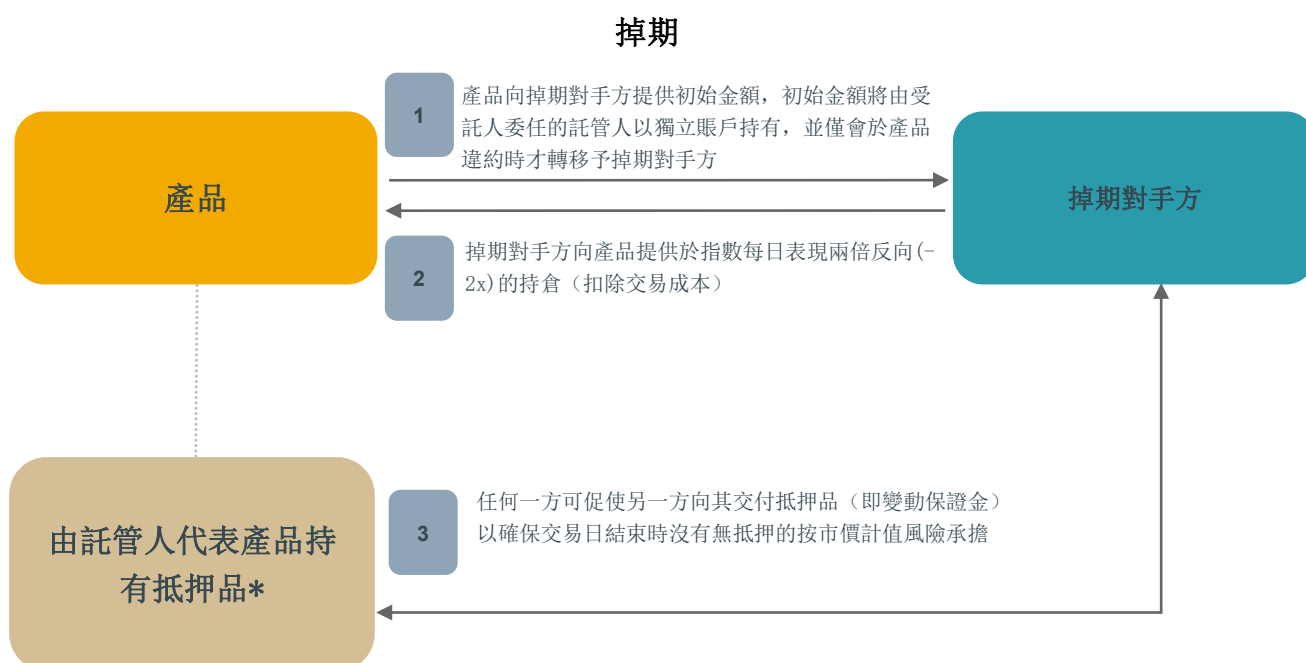 掉期
產品
1
產品向掉期對手方提供初始金額，初始金額將由受
託人委任的託管人以獨立賬戶持有，並僅會於產品
違約時才轉移予掉期對手方
掉期對手方
2
掉期對手方向產品提供於指數每日表現兩倍反向(-
2x)的持倉（扣除交易成本）
由託管人代表產品持
有抵押品*
3
任何一方可促使另一方向其交付抵押品（即變動保證金）
以確保交易日結束時沒有無抵押的按市價計值風險承擔